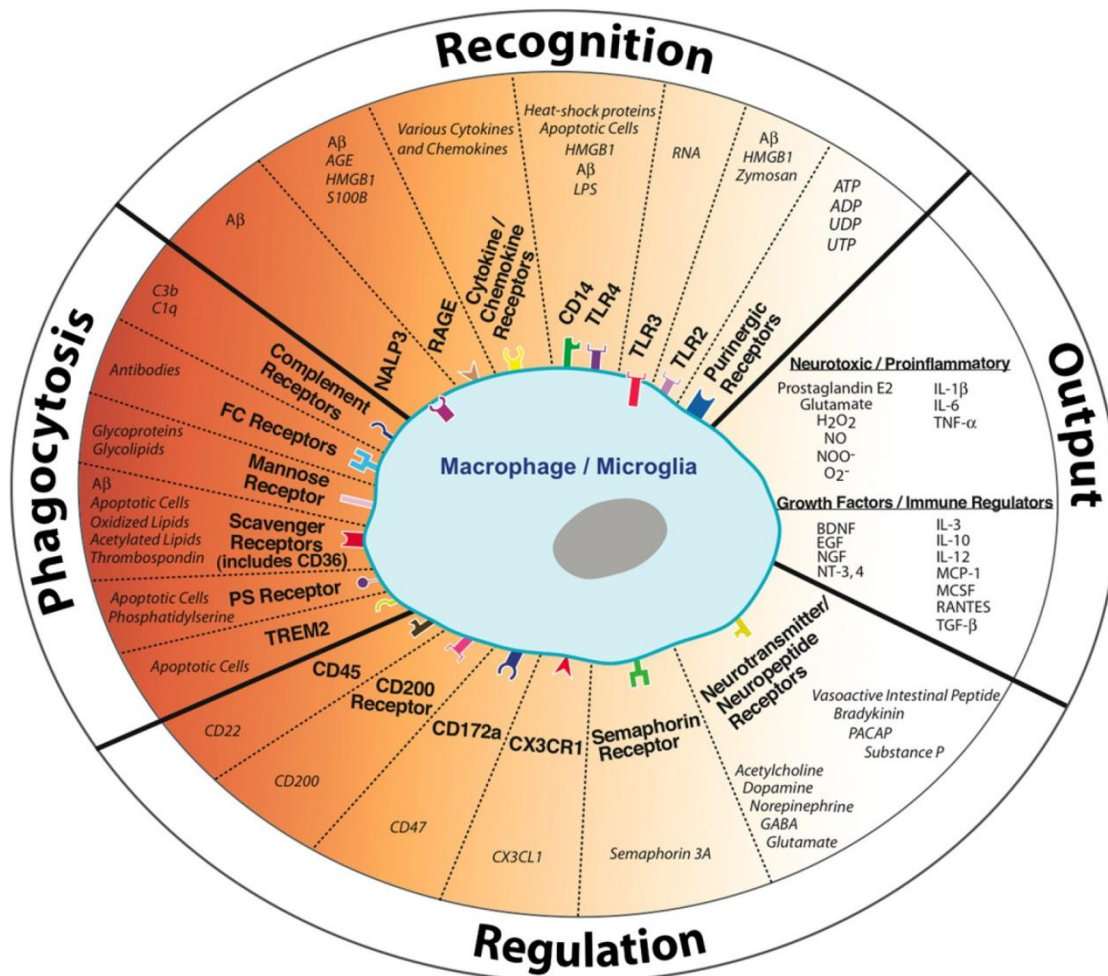 Recognition
Aβ
Aβ
AGE
HMGB1
S100B
Various Cytokines
and Chemokines
Heat-shock proteins
Apoptotic Cells
HMGB1
Aβ
LPS
RNA
Aβ
HMGB1
Zymosan
ATP
ADP
UDP
UTP
NALP3
RAGE
Cytokine /
Chemokine
Receptors
CD14
TLR4
TLR3
TLR2
Purinergic
Receptors
Output
Neurotoxic / Proinflammatory
Prostaglandin E2
Glutamate
H2O2
NO
NOO-
O2-
IL-1β
IL-6
TNF-α
Growth Factors / Immune Regulators
BDNF
EGF
NGF
NT-3, 4
IL-3
IL-10
IL-12
MCP-1
MCSF
RANTES
TGF-β
Macrophage / Microglia
Phagocytosis
C3b
C1q
Complement
Receptors
Antibodies
FC Receptors
Glycoproteins
Glycolipids
Mannose
Receptor
Aβ
Apoptotic Cells
Oxidized Lipids
Acetylated Lipids
Thrombospondin
Scavenger
Receptors
(includes CD36)
Apoptotic Cells
Phosphatidylserine
PS Receptor
Apoptotic Cells
TREM2
Regulation
CD45
CD22
CD200
Receptor
CD200
CD172a
CD47
CX3CR1
CX3CL1
Semaphorin
Receptor
Semaphorin 3A
Neurotransmitter/
Neuropeptide
Receptors
Vasoactive Intestinal Peptide
Bradykinin
PACAP
Substance P
Acetylcholine
Dopamine
Norepinephrine
GABA
Glutamate